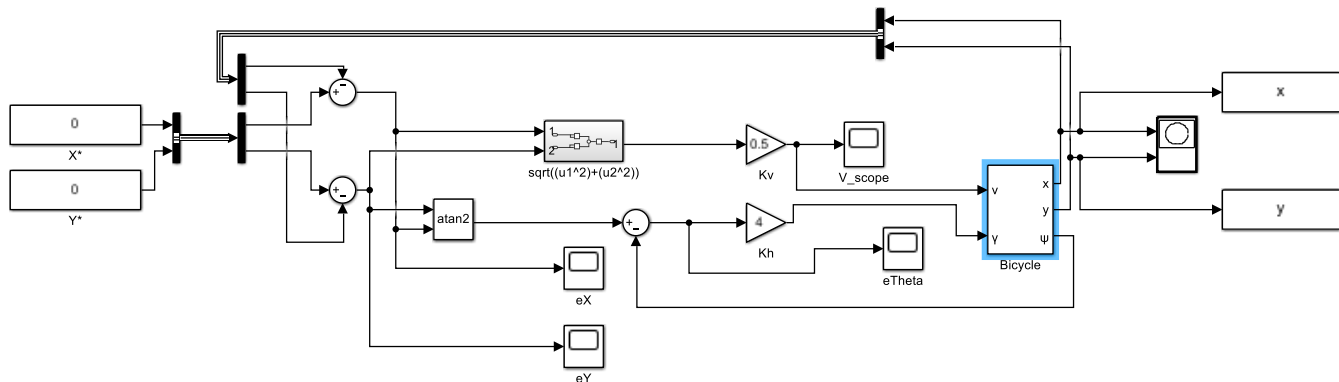 0
X*
0
Y*
−
+
+
−
1
2
1
sqrt((u1^2)+(u2^2))
0.5
Kv
V_scope
atan2
+
−
4
Kh
eTheta
eX
eY
v
γ
x
y
ψ
Bicycle
x
y